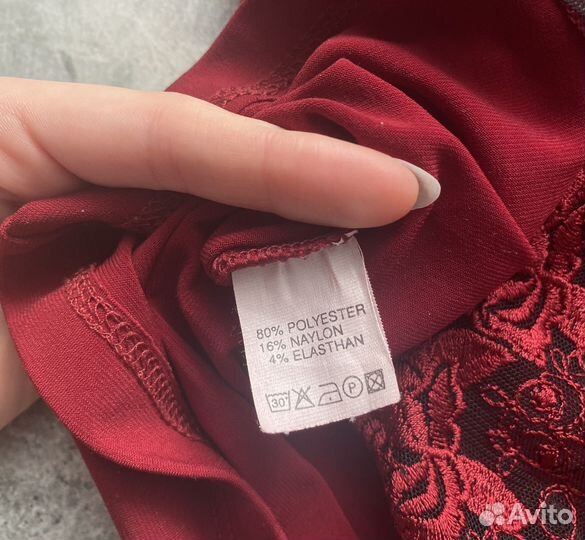 80% POLYESTER
16% NAYLON
4% ELASTHAN
30° P
Avito